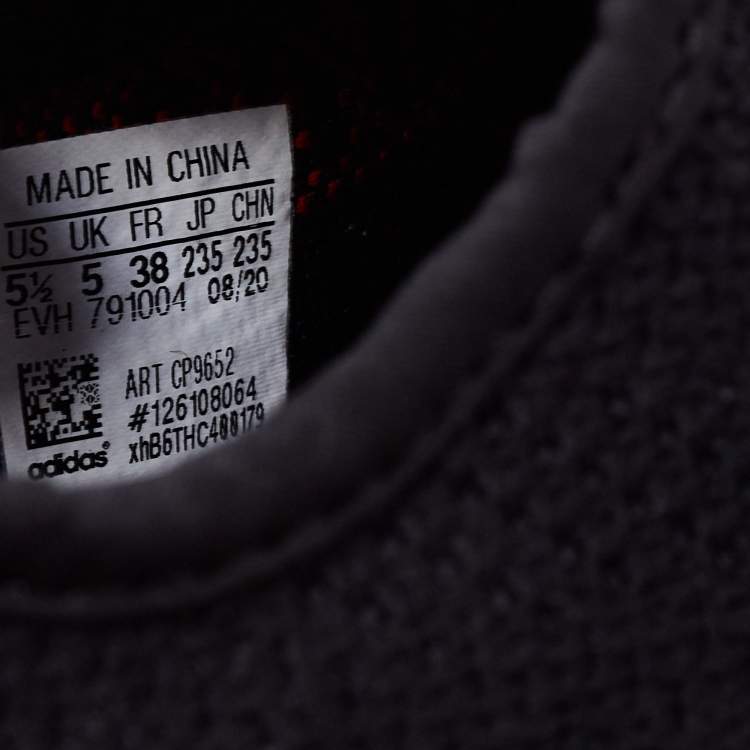 MADE IN CHINA
US UK FR JP CHN
5½ 5 38 235 235
EVH 791004 08/20
ART CP9652
#126108064
xhB6THC400179
adidas®